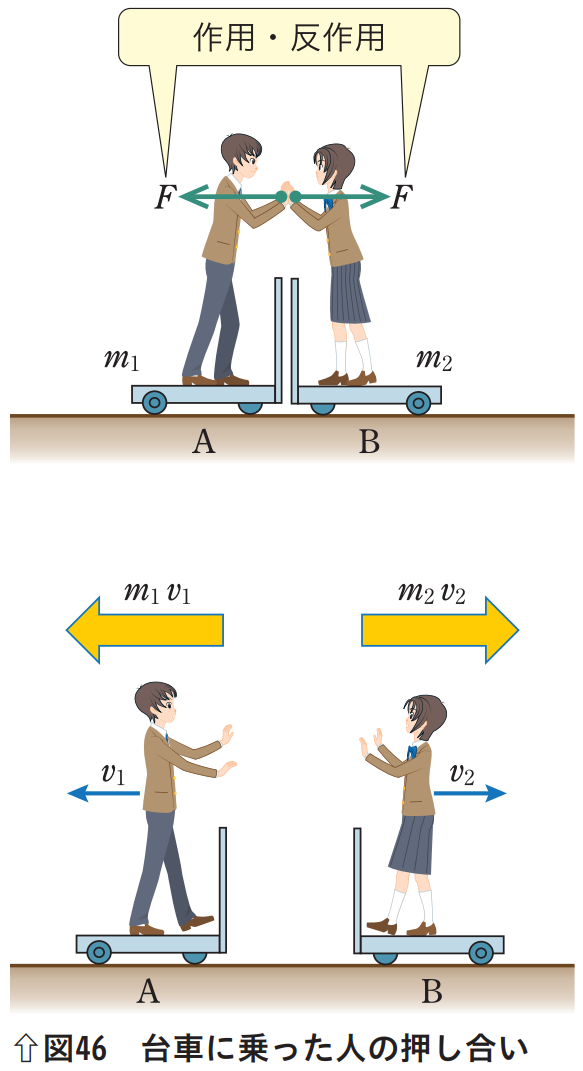 作用・反作用
F F
m1 m2
A B
m1 v1 m2 v2
v1 v2
A B
⇧図46 台車に乗った人の押し合い